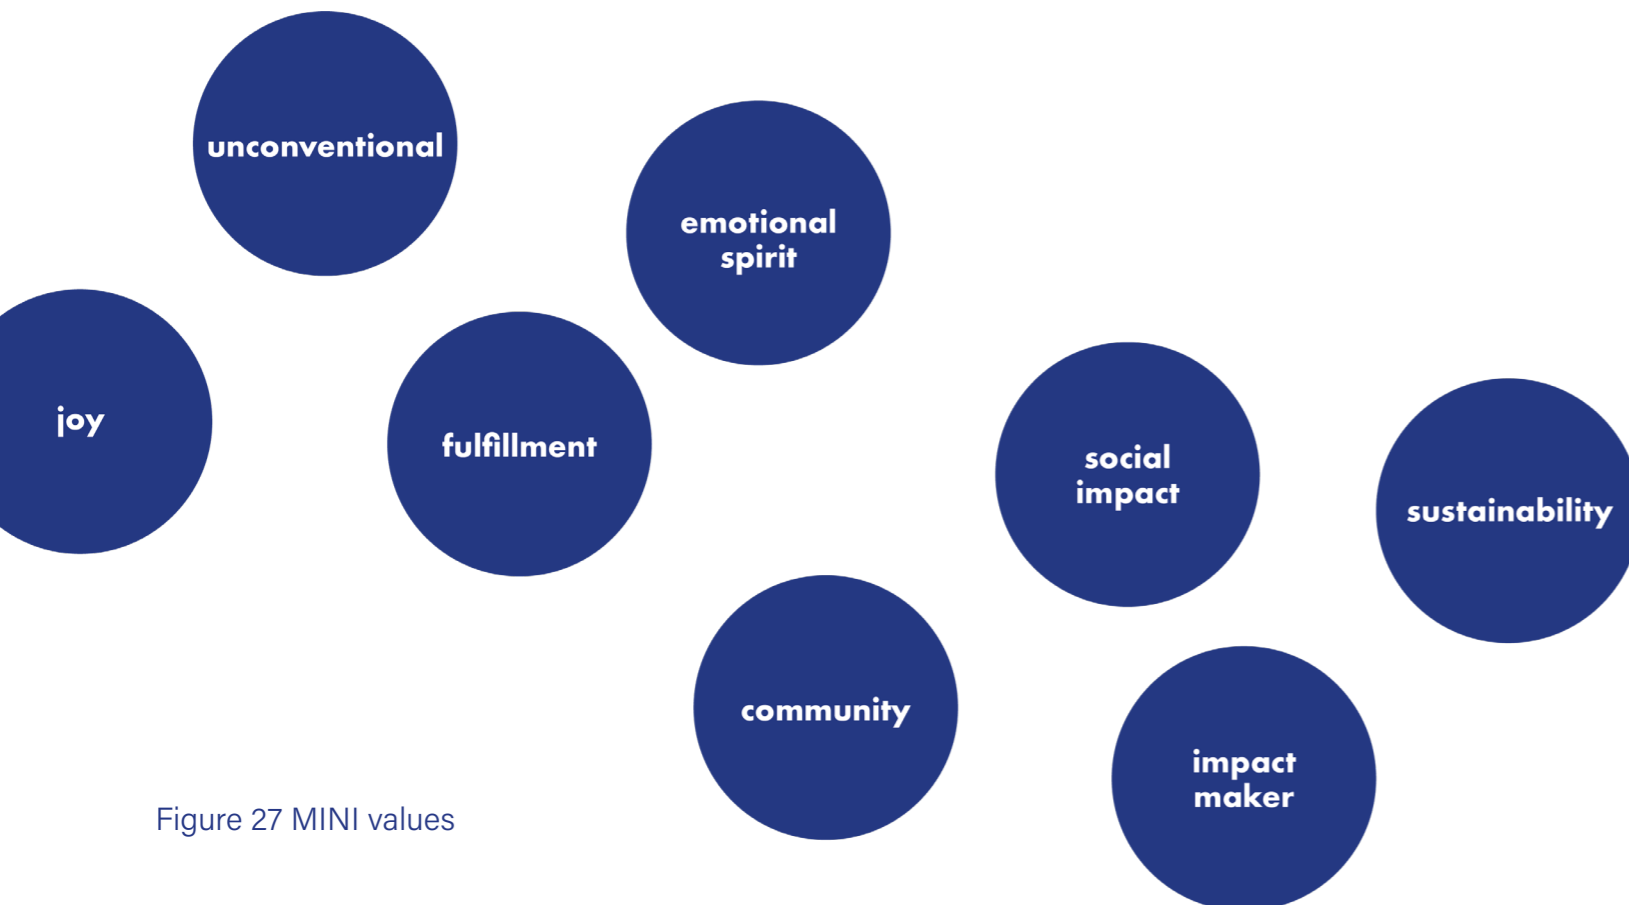 unconventional
emotional
spirit
joy
fulfillment
social
impact
sustainability
community
impact
maker
Figure 27 MINI values